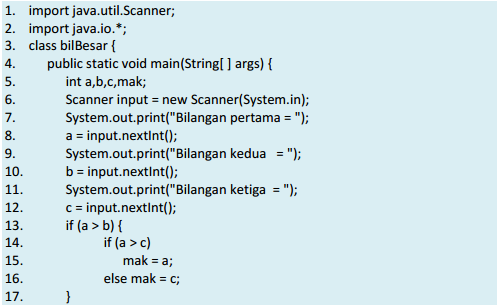 1. import java.util.Scanner;
2. import java.io.*;
3. class bilBesar {
4. public static void main(String[ ] args) {
5. int a,b,c,mak;
6. Scanner input = new Scanner(System.in);
7. System.out.print("Bilangan pertama = ");
8. a = input.nextInt();
9. System.out.print("Bilangan kedua   = ");
10. b = input.nextInt();
11. System.out.print("Bilangan ketiga  = ");
12. c = input.nextInt();
13. if (a > b) {
14. if (a > c)
15. mak = a;
16. else mak = c;
17. }